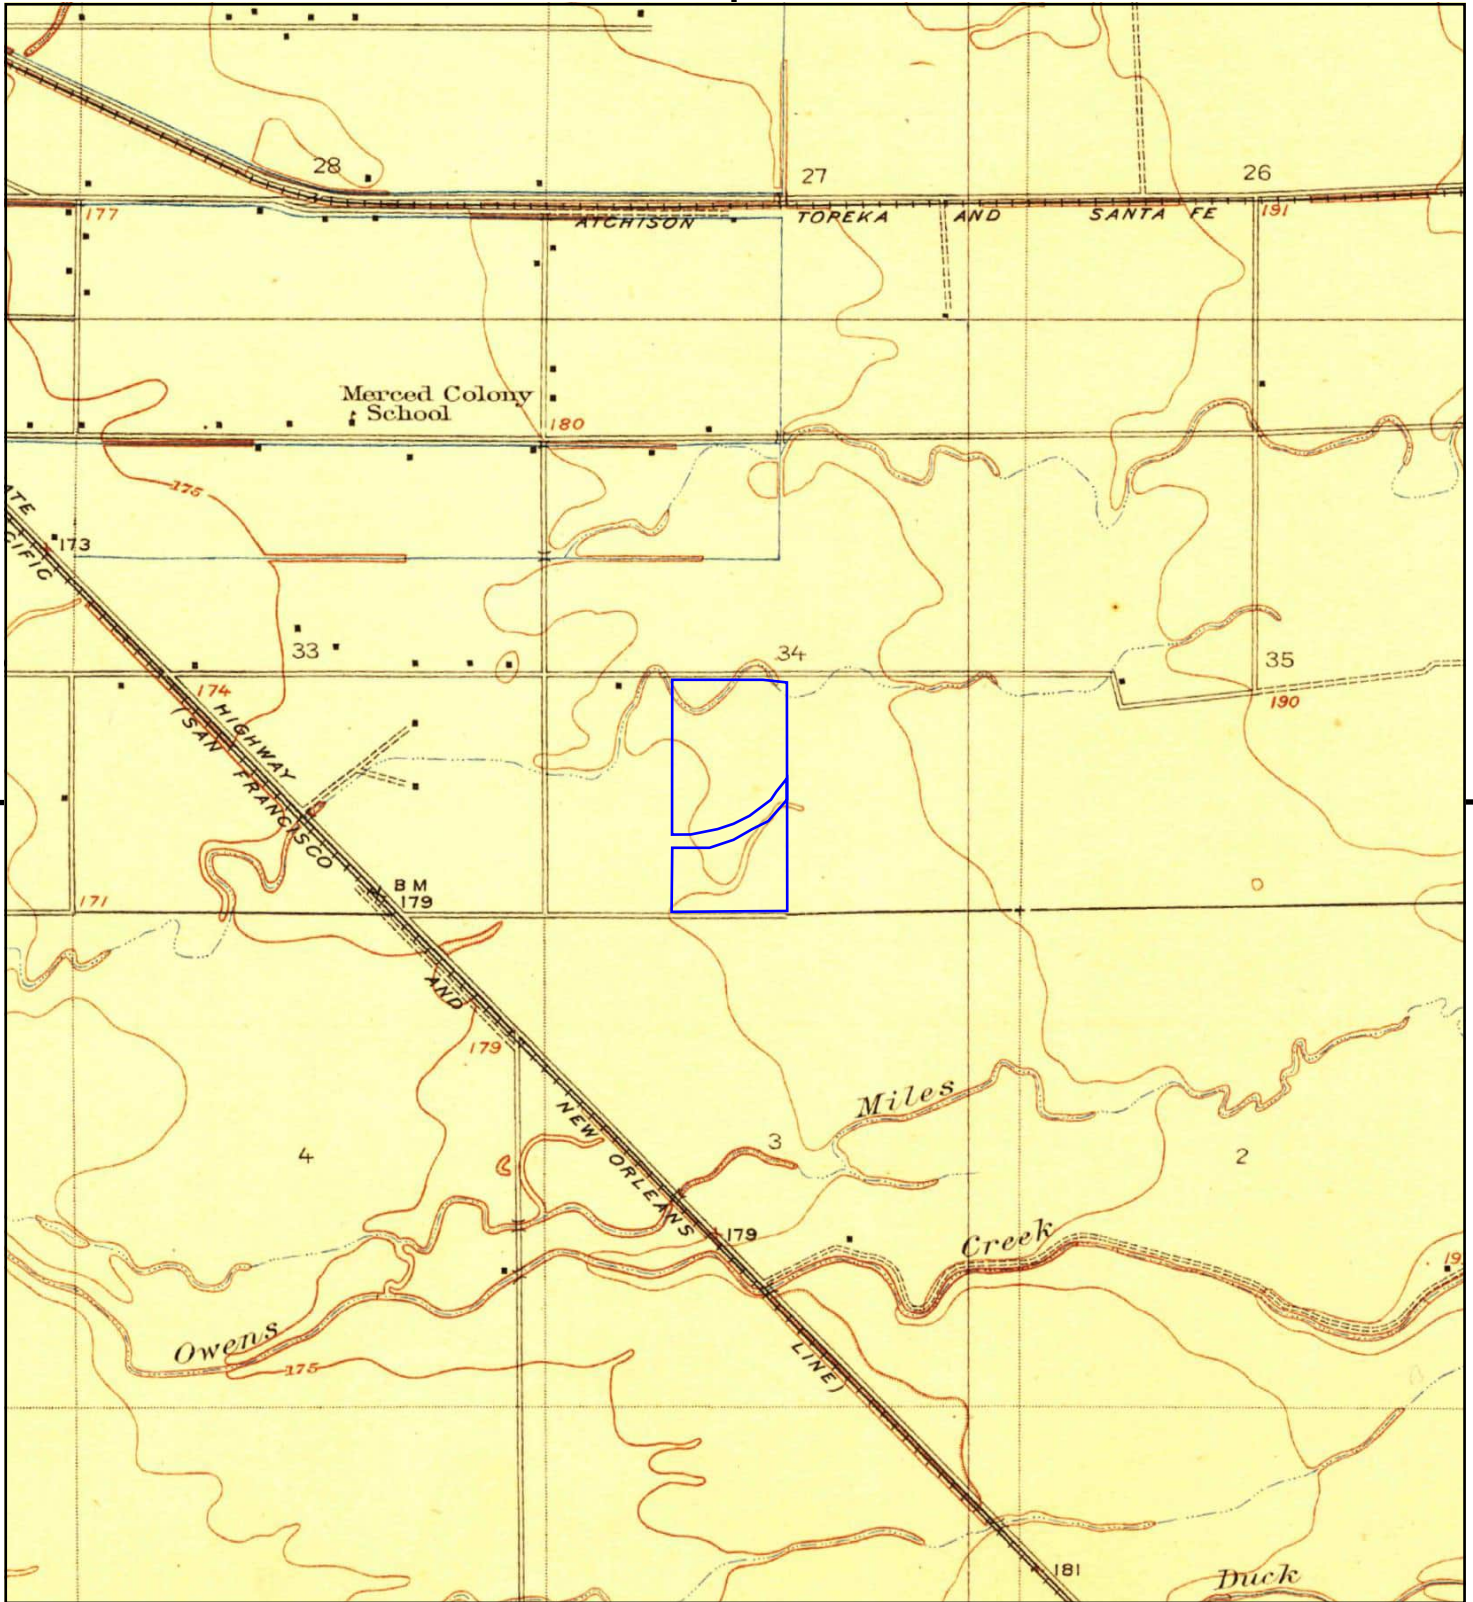 28
27
26
177
ATCHISON
TOPEKA
AND
SANTA FE
191
Merced Colony
School
180
175
173
33
34
35
174
190
HIGHWAY
(SAN FRANCISCO
BM
179
171
AND
179
Miles
NEW ORLEANS
3
4
2
179
Creek
Owens
175
LINE)
181
Duck